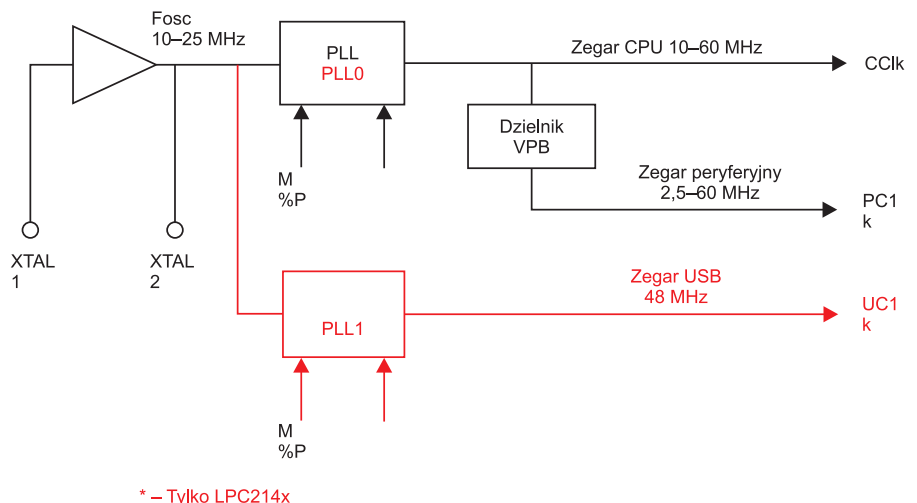 Fosc
10–25 MHz
PLL
PLL0
Zegar CPU 10–60 MHz
CClk
Dzielnik
VPB
M
%P
Zegar peryferyjny
2,5–60 MHz
PC1
k
XTAL
1
XTAL
2
PLL1
Zegar USB
48 MHz
UC1
k
M
%P
* – Tylko LPC214x